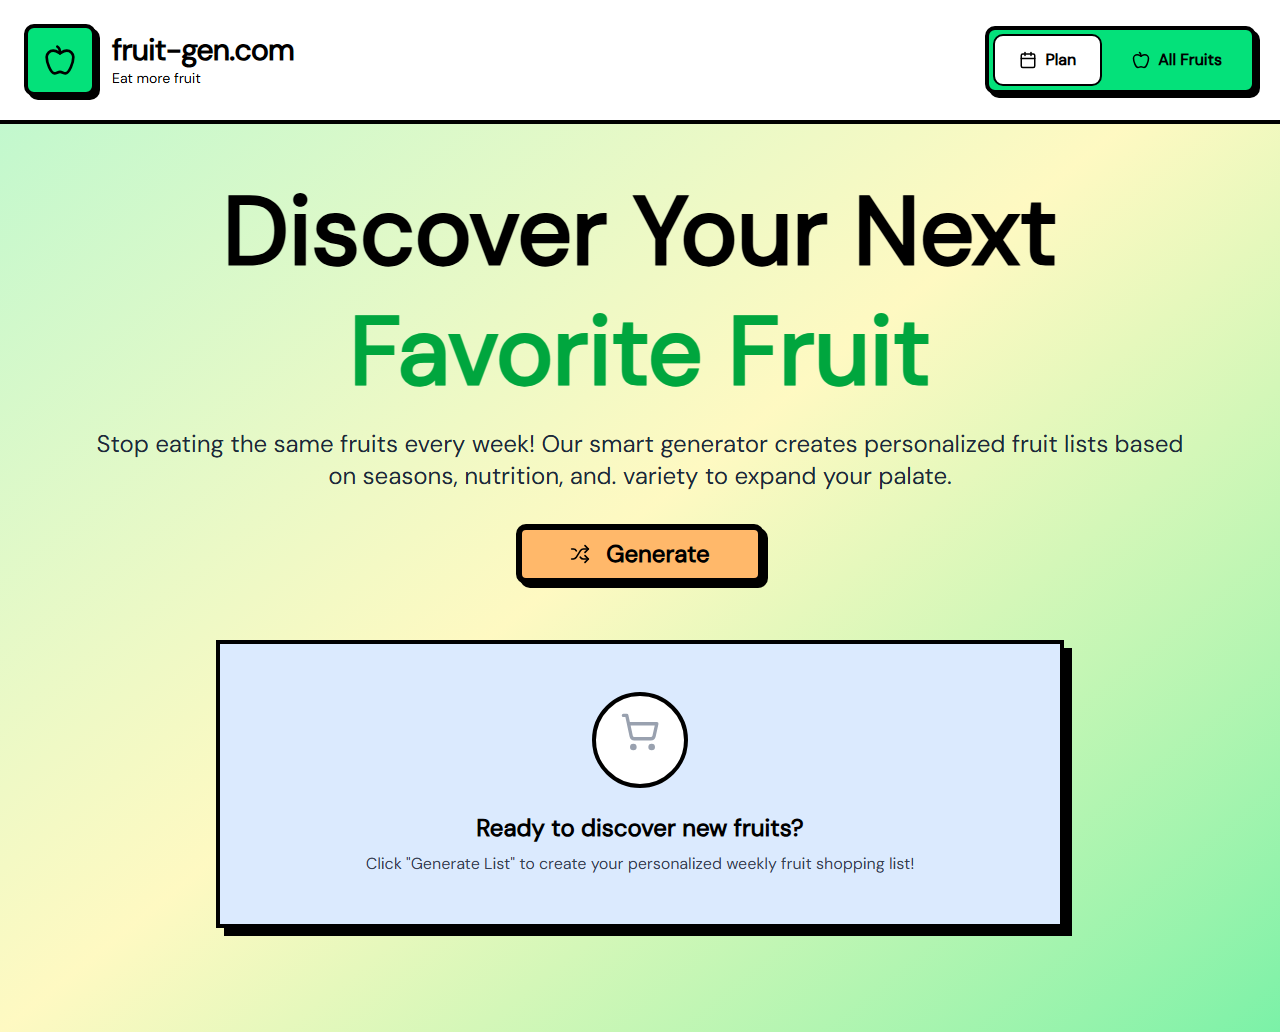 fruit-gen.com
Eat more fruit
Plan
All Fruits
Discover Your Next
Favorite Fruit
Stop eating the same fruits every week! Our smart generator creates personalized fruit lists based
on seasons, nutrition, and. variety to expand your palate.
Generate
Ready to discover new fruits?
Click "Generate List" to create your personalized weekly fruit shopping list!